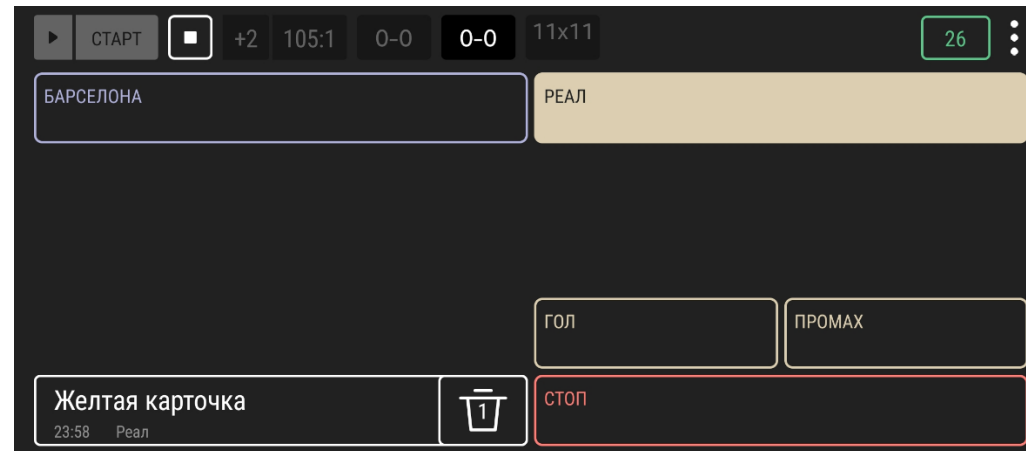 СТАРТ +2 105:1 0-0 0-0 11x11 26
БАРСЕЛОНА РЕАЛ
ГОЛ ПРОМАХ
Желтая карточка 1 СТОП
23:58 Реал